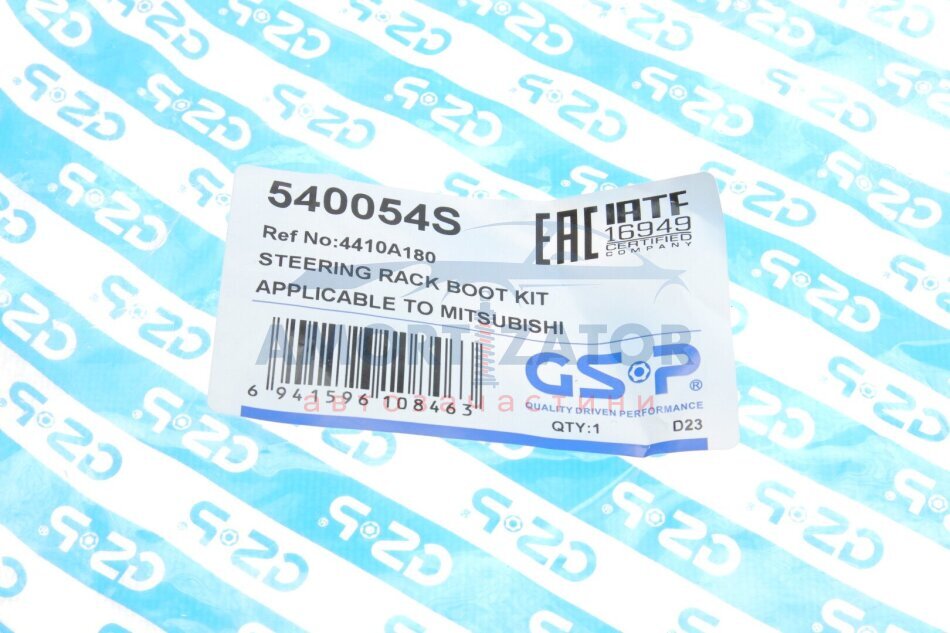 540054S
Ref No:4410A180
STEERING RACK BOOT KIT
APPLICABLE TO MITSUBISHI
EAC IATF
16949
CERTIFIED
COMPANY
AMORTIZATOR
автозапчастини
6 941596 108463
GSP®
QUALITY DRIVEN PERFORMANCE
QTY:1 D23